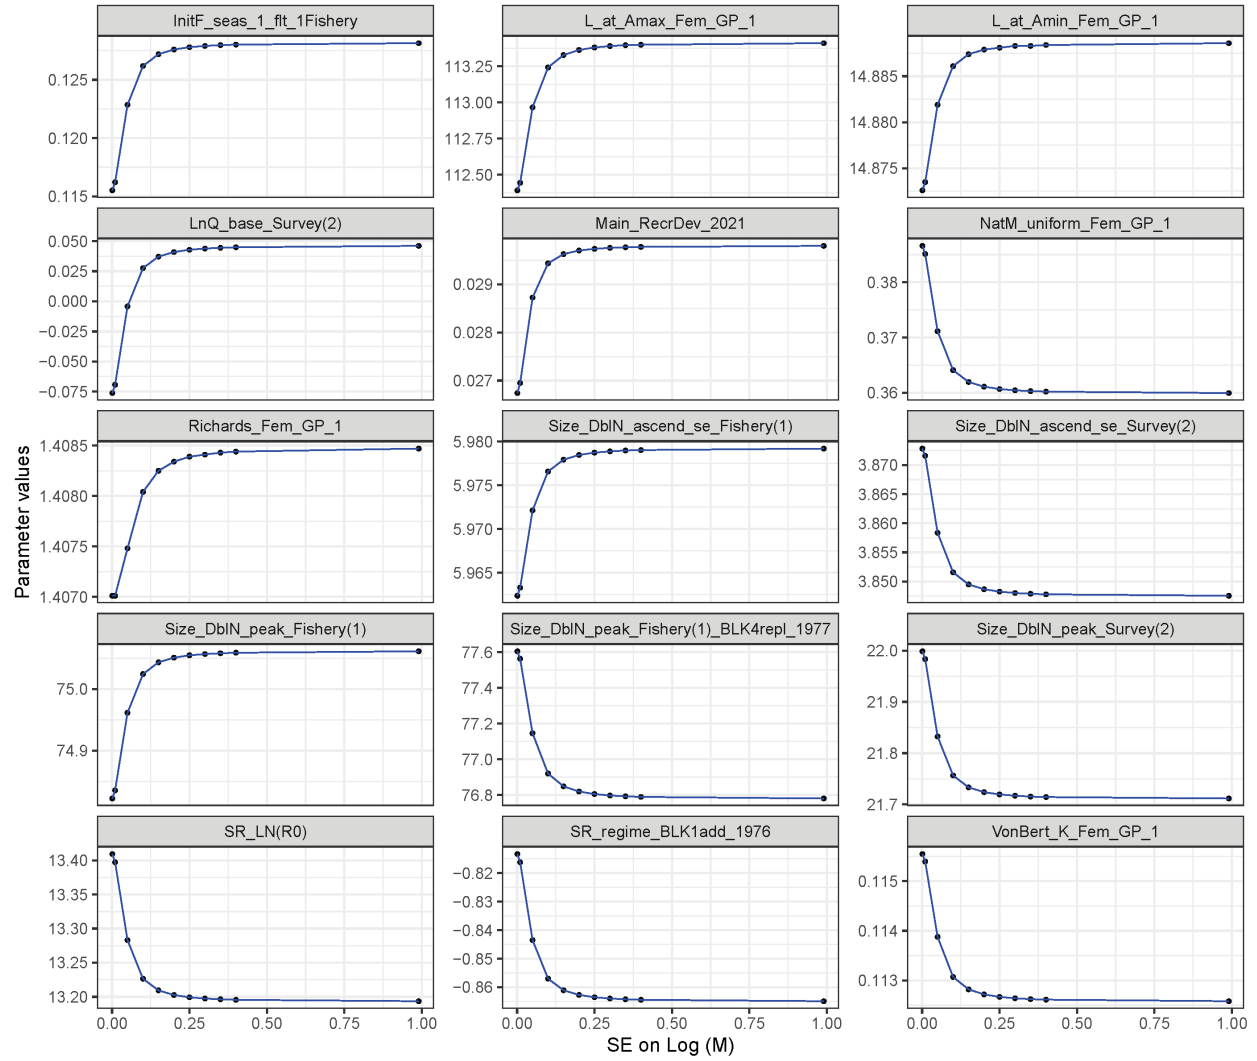 InitF_seas_1_flt_1Fishery
L_at_Amax_Fem_GP_1
L_at_Amin_Fem_GP_1
0.125
0.120
0.115
113.25
113.00
112.75
112.50
14.885
14.880
14.875
LnQ_base_Survey(2)
Main_RecrDev_2021
NatM_uniform_Fem_GP_1
0.050
0.025
0.000
−0.025
−0.050
−0.075
0.029
0.028
0.027
0.38
0.37
0.36
Richards_Fem_GP_1
Size_DblN_ascend_se_Fishery(1)
Size_DblN_ascend_se_Survey(2)
1.4085
1.4080
1.4075
1.4070
5.980
5.975
5.970
5.965
3.870
3.865
3.860
3.855
3.850
Parameter values
Size_DblN_peak_Fishery(1)
Size_DblN_peak_Fishery(1)_BLK4repl_1977
Size_DblN_peak_Survey(2)
75.0
74.9
77.6
77.4
77.2
77.0
76.8
22.0
21.9
21.8
21.7
SR_LN(R0)
SR_regime_BLK1add_1976
VonBert_K_Fem_GP_1
13.40
13.35
13.30
13.25
13.20
−0.82
−0.83
−0.84
−0.85
−0.86
0.115
0.114
0.113
0.00 0.25 0.50 0.75 1.00
0.00 0.25 0.50 0.75 1.00
0.00 0.25 0.50 0.75 1.00
SE on Log (M)